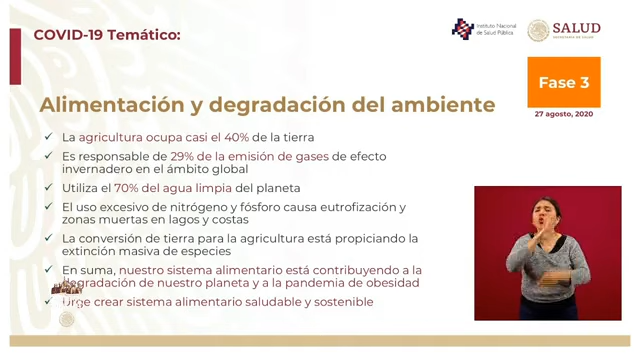 COVID-19 Temático:
Instituto Nacional
de Salud Pública
SALUD
SECRETARÍA DE SALUD
Fase 3
27 agosto, 2020
Alimentación y degradación del ambiente
La agricultura ocupa casi el 40% de la tierra
Es responsable de 29% de la emisión de gases de efecto
invernadero en el ámbito global
Utiliza el 70% del agua limpia del planeta
El uso excesivo de nitrógeno y fósforo causa eutrofización y
zonas muertas en lagos y costas
La conversión de tierra para la agricultura está propiciando la
extinción masiva de especies
En suma, nuestro sistema alimentario está contribuyendo a la
degradación de nuestro planeta y a la pandemia de obesidad
Urge crear sistema alimentario saludable y sostenible